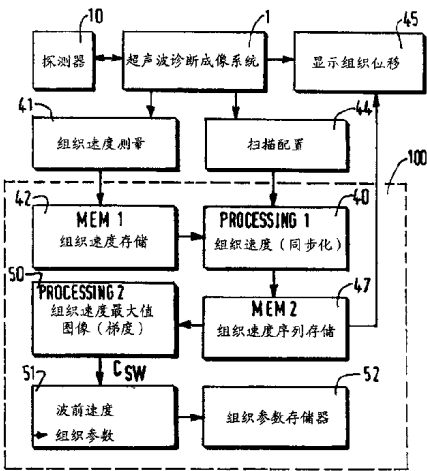 10
1
45
探测器
超声波诊断成像系统
显示组织位移
41
44
组织速度测量
扫描配置
100
42
40
MEM 1
组织速度存储
PROCESSING 1
组织速度(同步化)
50
47
PROCESSING 2
组织速度最大值
图像(梯度)
MEM 2
组织速度序列存储
CSW
51
52
波前速度
组织参数
组织参数存储器